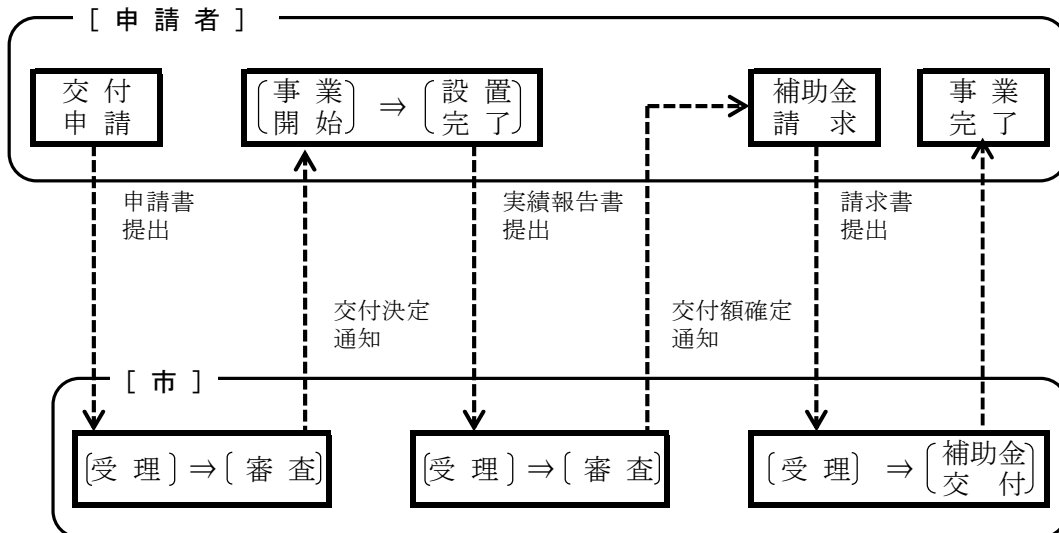 [ 申 請 者 ]
交 付
申 請
事 業
開 始
⇒
設 置
完 了
補助金
請 求
事 業
完 了
申請書
提出
実績報告書
提出
請求書
提出
交付決定
通知
交付額確定
通知
[ 市 ]
〔受 理〕⇒〔 審 査〕
〔受 理〕⇒〔 審 査〕
〔受 理〕 ⇒
補助金
交 付